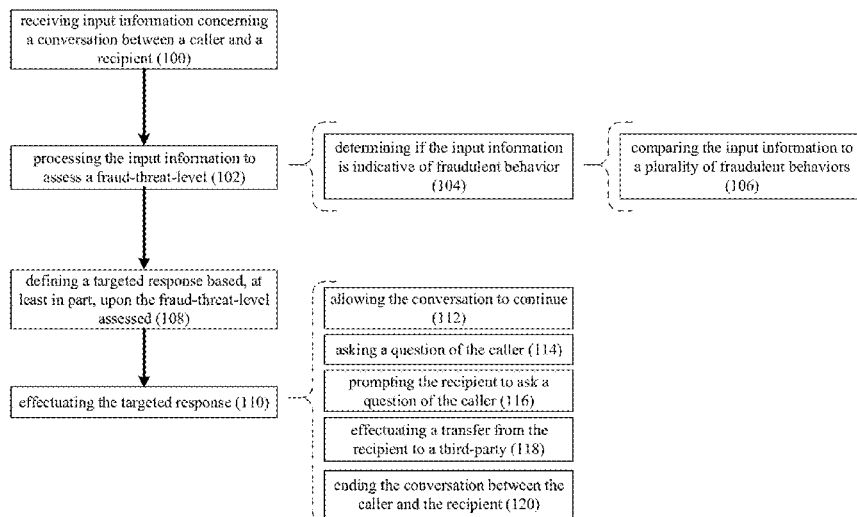 receiving input information concerning
a conversation between a caller and a
recipient (100)
processing the input information to
assess a fraud-threat-level (102)
determining if the input information
is indicative of fraudulent behavior
(104)
comparing the input information to
a plurality of fraudulent behaviors
(106)
defining a targeted response based, at
least in part, upon the fraud-threat-level
assessed (108)
effectuating the targeted response (110)
allowing the conversation to continue
(112)
asking a question of the caller (114)
prompting the recipient to ask a
question of the caller (116)
effectuating a transfer from the
recipient to a third-party (118)
ending the conversation between the
caller and the recipient (120)